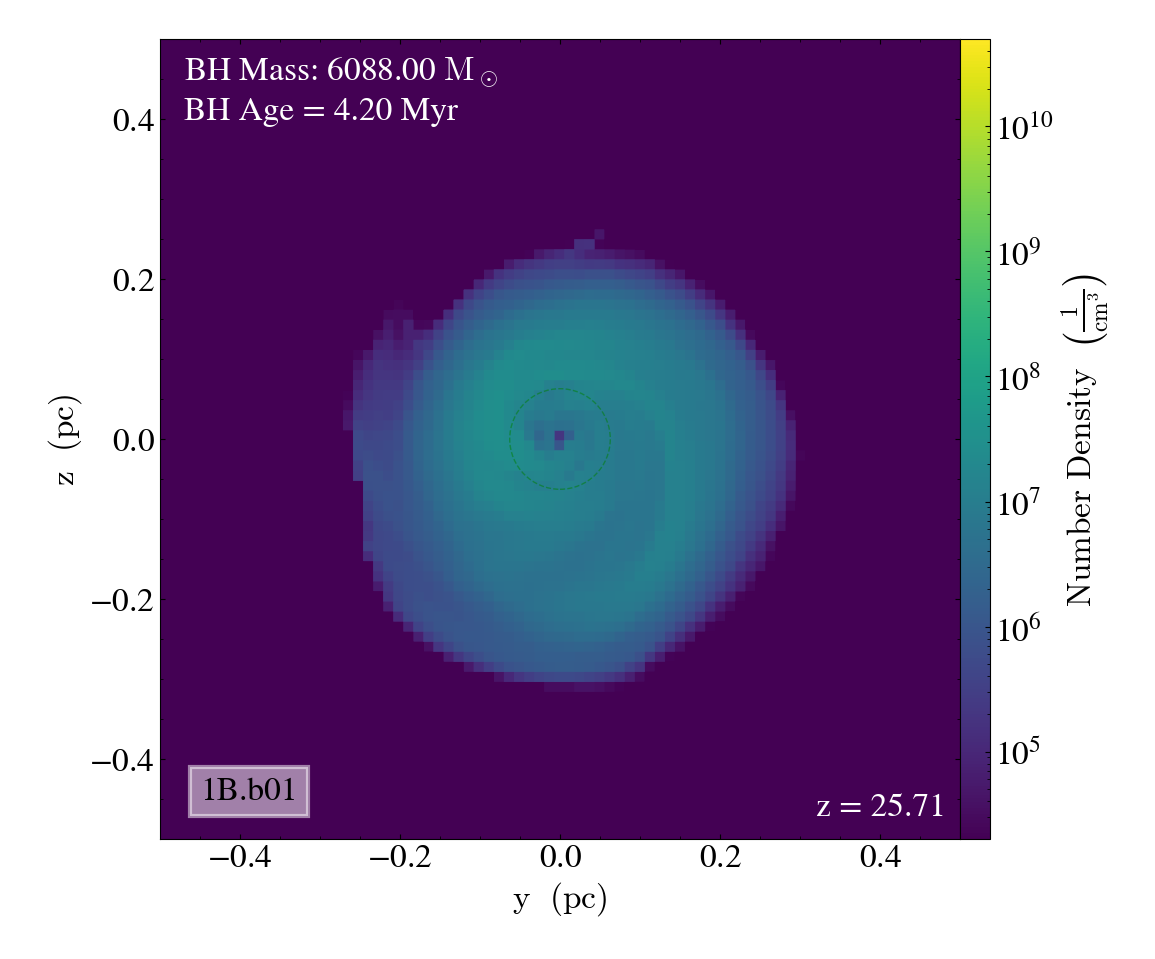 BH Mass: 6088.00 M⊙
BH Age = 4.20 Myr
0.4
0.2
0.0
−0.2
−0.4
z (pc)
1B.b01
z = 25.71
−0.4 −0.2 0.0 0.2 0.4
y (pc)
10¹⁰
10⁹
10⁸
10⁷
10⁶
10⁵
Number Density (1/cm³)